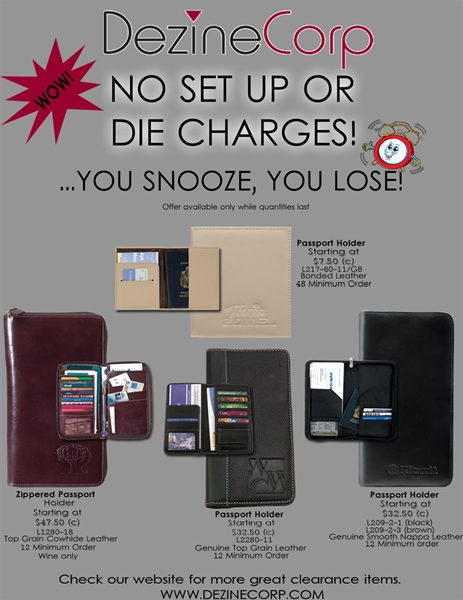 DezineCorp
WOW!
NO SET UP OR
DIE CHARGES!
...YOU SNOOZE, YOU LOSE!
Offer available only while quantities last
Passport Holder
Starting at
$7.50 (c)
L217-60-11/GB
Bonded Leather
48 Minimum Order
Zippered Passport
Holder
Starting at
$47.50 (c)
L1280-18
Top Grain Cowhide Leather
12 Minimum Order
Wine only
Passport Holder
Starting at
$32.50 (c)
L2280-11
Genuine Top Grain Leather
12 Minimum Order
Passport Holder
Starting at
$32.50 (c)
L209-2-1 (black)
L209-2-3 (brown)
Genuine Smooth Nappa Leather
12 Minimum order
Check our website for more great clearance items.
WWW.DEZINECORP.COM